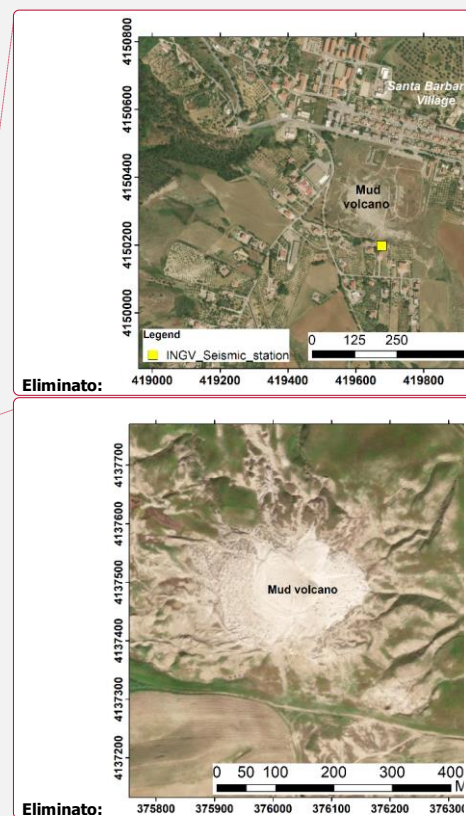 4150800
4150600
4150400
4150200
4150000
Santa Barbar
Village
Mud
volcano
Legend
INGV_Seismic_station
0 125 250
419000 419200 419400 419600 419800
Eliminato:
4137700
4137600
4137500
4137400
4137300
4137200
Mud volcano
0 50 100 200 300 400
M
375800 375900 376000 376100 376200 376300
Eliminato: